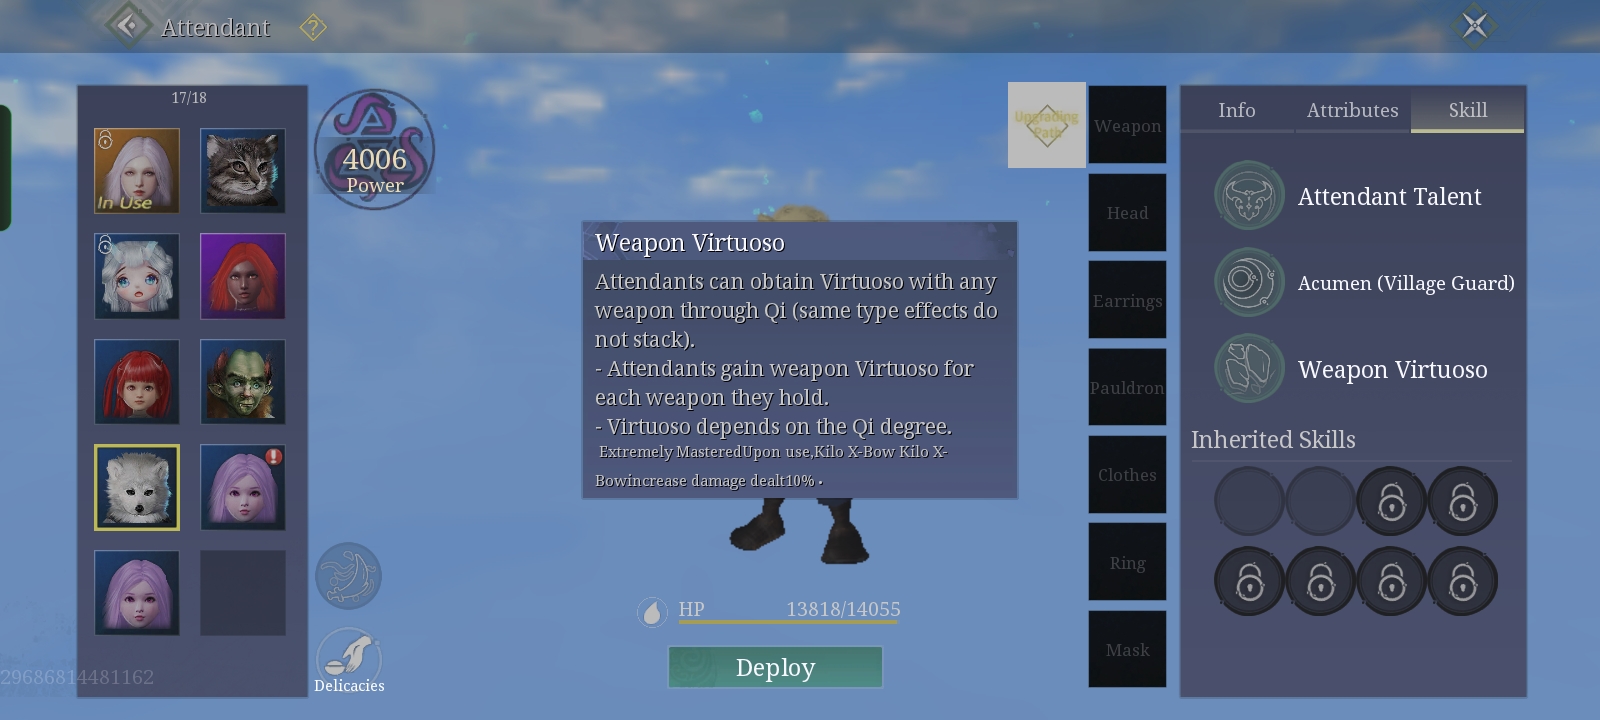 Attendant
?
17/18
In Use
4006
Power
Upgrading
Path
Weapon
Head
Earrings
Pauldron
Clothes
Ring
Mask
Info
Attributes
Skill
Attendant Talent
Acumen (Village Guard)
Weapon Virtuoso
Inherited Skills
Weapon Virtuoso
Attendants can obtain Virtuoso with any
weapon through Qi (same type effects do
not stack).
- Attendants gain weapon Virtuoso for
each weapon they hold.
- Virtuoso depends on the Qi degree.
Extremely MasteredUpon use,Kilo X-Bow Kilo X-
Bowincrease damage dealt10% •
HP
13818/14055
Deploy
Delicacies
29686814481162